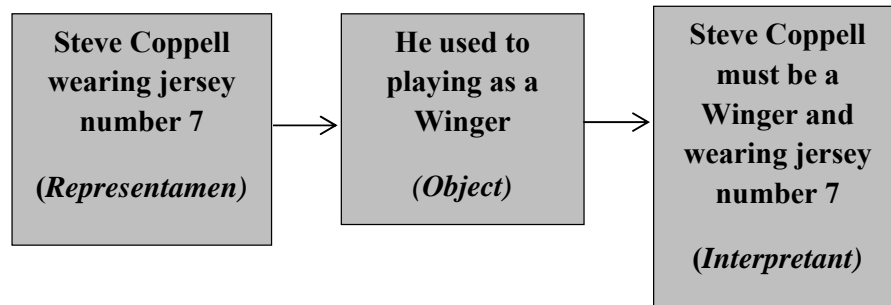 Steve Coppell
wearing jersey
number 7
(Representamen)
He used to
playing as a
Winger
(Object)
Steve Coppell
must be a
Winger and
wearing jersey
number 7
(Interpretant)